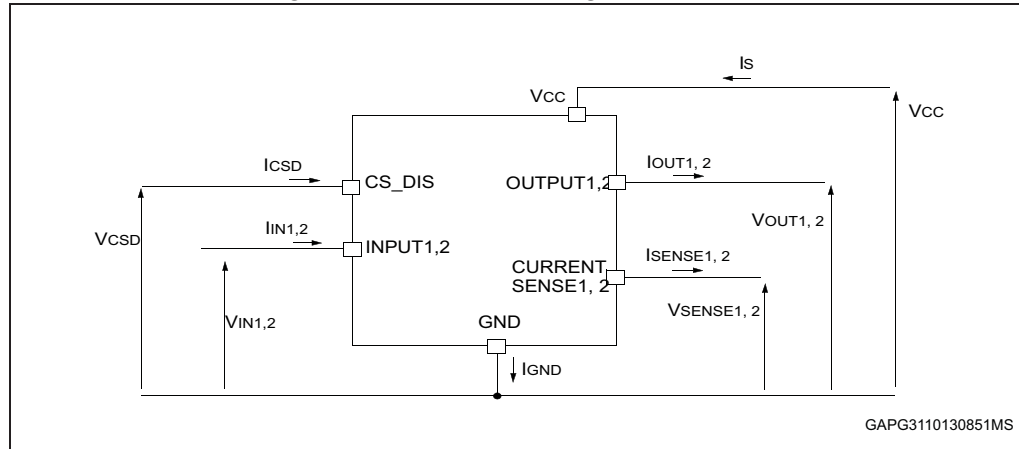 IS
VCC
VCC
ICSD
CS_DIS
IOUT1, 2
OUTPUT1,2
VCSD
IIN1,2
INPUT1,2
VOUT1, 2
ISENSE1, 2
CURRENT
SENSE1, 2
VSENSE1, 2
VIN1,2
GND
IGND
GAPG3110130851MS